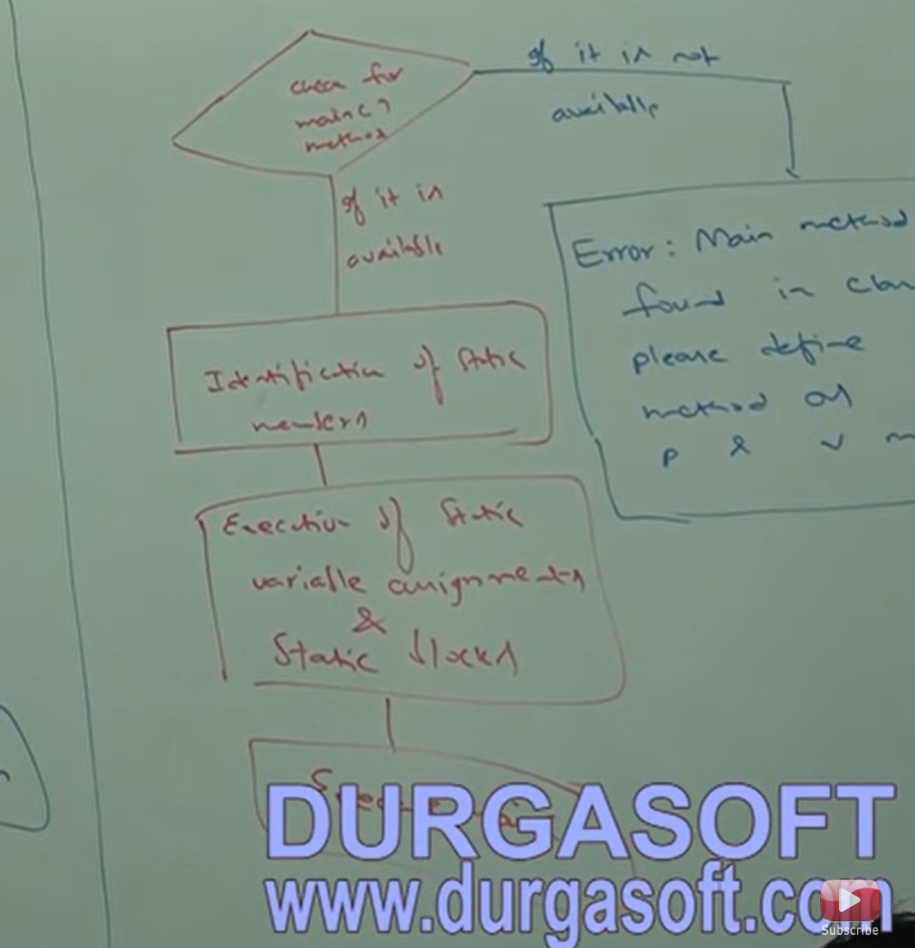 check for
main()
method
If it is not
available
If it is
available
Error: Main method
found in
please define
method as
p s v m
Identification of static
members
Execution of static
variable assignments
&
Static blocks
DURGASOFT
www.durgasoft.com
Subscribe